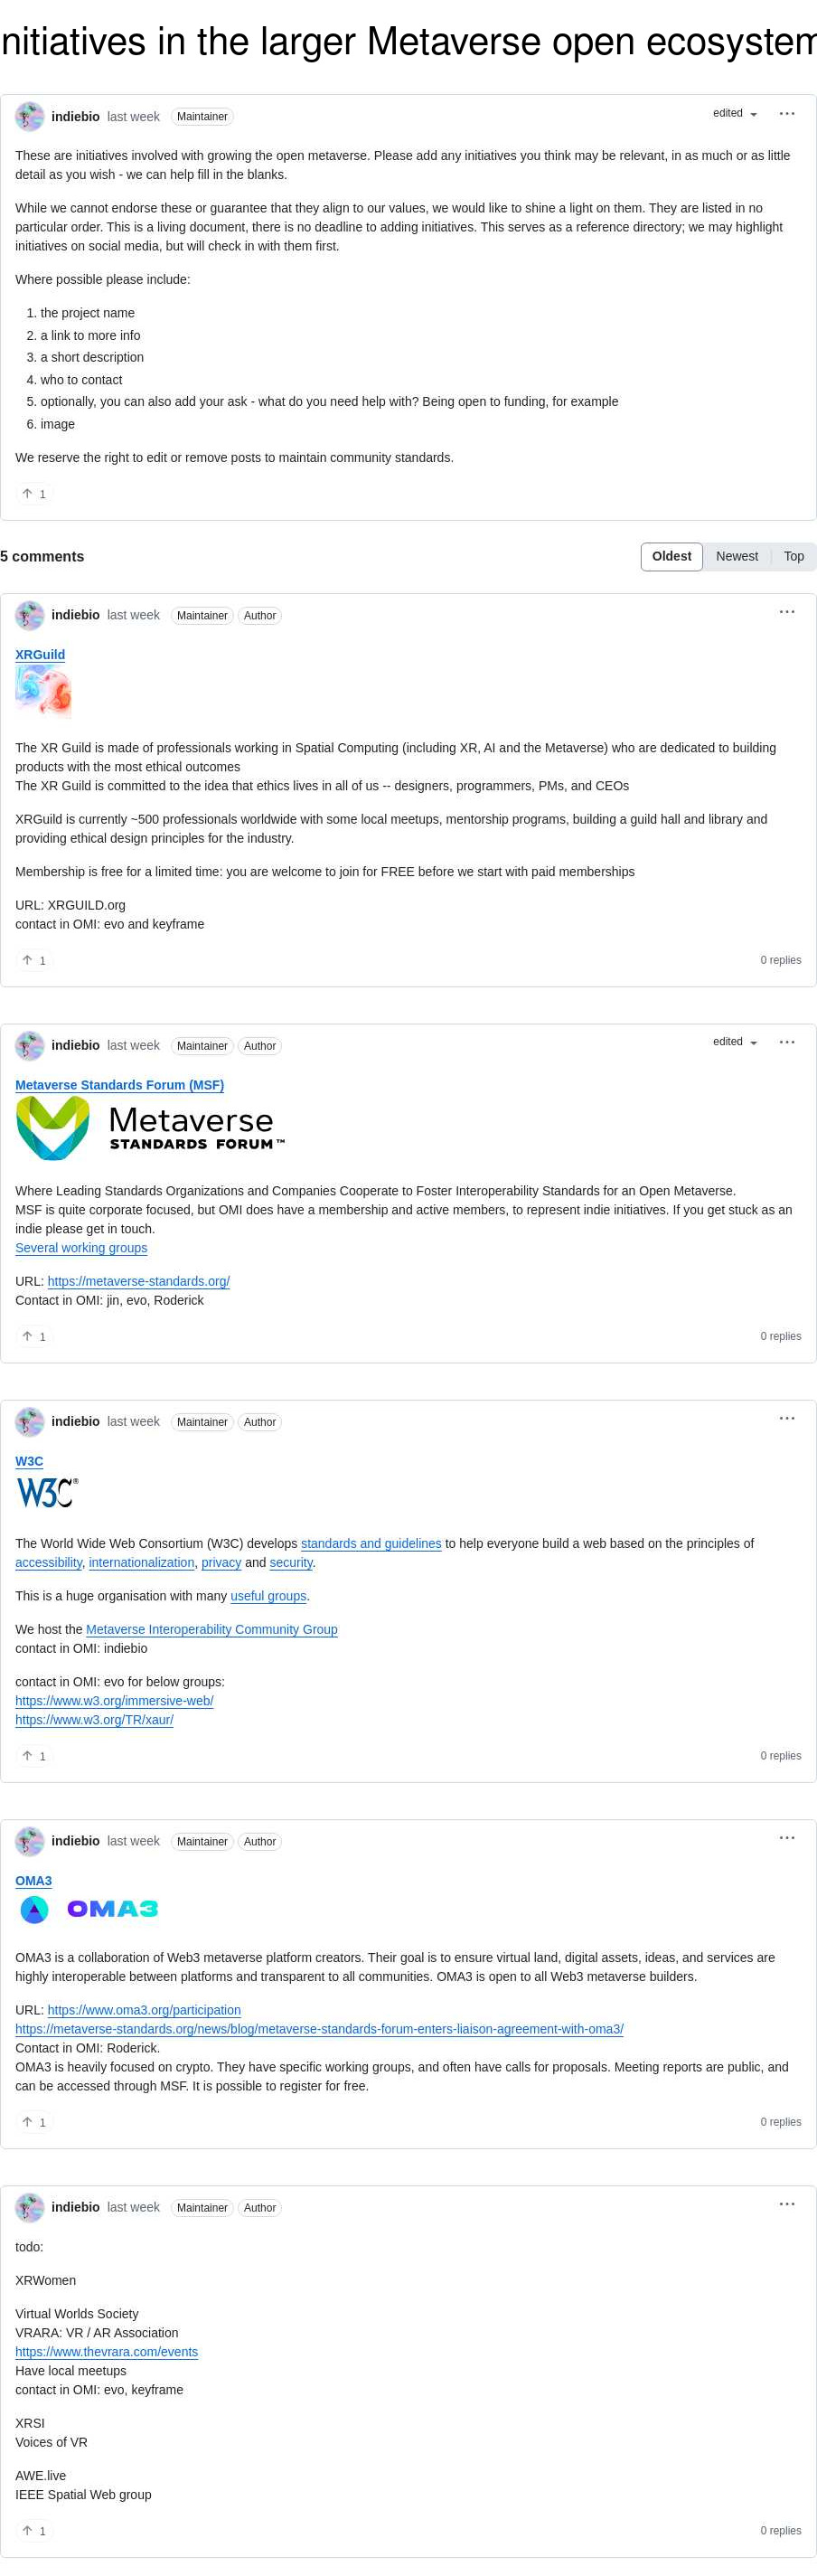 nitiatives in the larger Metaverse open ecosystem
indiebio last week Maintainer edited
These are initiatives involved with growing the open metaverse. Please add any initiatives you think may be relevant, in as much or as little
detail as you wish - we can help fill in the blanks.
While we cannot endorse these or guarantee that they align to our values, we would like to shine a light on them. They are listed in no
particular order. This is a living document, there is no deadline to adding initiatives. This serves as a reference directory; we may highlight
initiatives on social media, but will check in with them first.
Where possible please include:
1. the project name
2. a link to more info
3. a short description
4. who to contact
5. optionally, you can also add your ask - what do you need help with? Being open to funding, for example
6. image
We reserve the right to edit or remove posts to maintain community standards.
1
5 comments Oldest Newest Top
indiebio last week Maintainer Author
XRGuild
The XR Guild is made of professionals working in Spatial Computing (including XR, AI and the Metaverse) who are dedicated to building
products with the most ethical outcomes
The XR Guild is committed to the idea that ethics lives in all of us -- designers, programmers, PMs, and CEOs
XRGuild is currently ~500 professionals worldwide with some local meetups, mentorship programs, building a guild hall and library and
providing ethical design principles for the industry.
Membership is free for a limited time: you are welcome to join for FREE before we start with paid memberships
URL: XRGUILD.org
contact in OMI: evo and keyframe
1 0 replies
indiebio last week Maintainer Author edited
Metaverse Standards Forum (MSF)
Metaverse
STANDARDS FORUM™
Where Leading Standards Organizations and Companies Cooperate to Foster Interoperability Standards for an Open Metaverse.
MSF is quite corporate focused, but OMI does have a membership and active members, to represent indie initiatives. If you get stuck as an
indie please get in touch.
Several working groups
URL: https://metaverse-standards.org/
Contact in OMI: jin, evo, Roderick
1 0 replies
indiebio last week Maintainer Author
W3C
W3C®
The World Wide Web Consortium (W3C) develops standards and guidelines to help everyone build a web based on the principles of
accessibility, internationalization, privacy and security.
This is a huge organisation with many useful groups.
We host the Metaverse Interoperability Community Group
contact in OMI: indiebio
contact in OMI: evo for below groups:
https://www.w3.org/immersive-web/
https://www.w3.org/TR/xaur/
1 0 replies
indiebio last week Maintainer Author
OMA3
OMA3
OMA3 is a collaboration of Web3 metaverse platform creators. Their goal is to ensure virtual land, digital assets, ideas, and services are
highly interoperable between platforms and transparent to all communities. OMA3 is open to all Web3 metaverse builders.
URL: https://www.oma3.org/participation
https://metaverse-standards.org/news/blog/metaverse-standards-forum-enters-liaison-agreement-with-oma3/
Contact in OMI: Roderick.
OMA3 is heavily focused on crypto. They have specific working groups, and often have calls for proposals. Meeting reports are public, and
can be accessed through MSF. It is possible to register for free.
1 0 replies
indiebio last week Maintainer Author
todo:
XRWomen
Virtual Worlds Society
VRARA: VR / AR Association
https://www.thevrara.com/events
Have local meetups
contact in OMI: evo, keyframe
XRSI
Voices of VR
AWE.live
IEEE Spatial Web group
1 0 replies